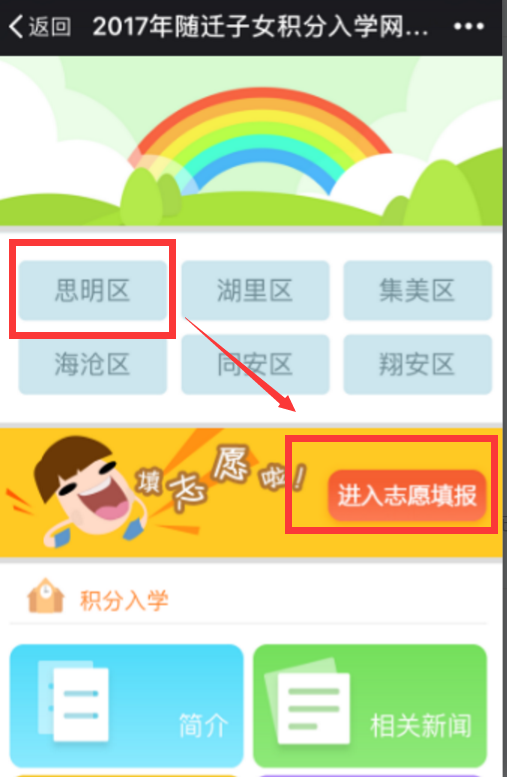 返回 2017年随迁子女积分入学网...
思明区 湖里区 集美区
海沧区 同安区 翔安区
填志愿啦!
进入志愿填报
积分入学
简介 相关新闻